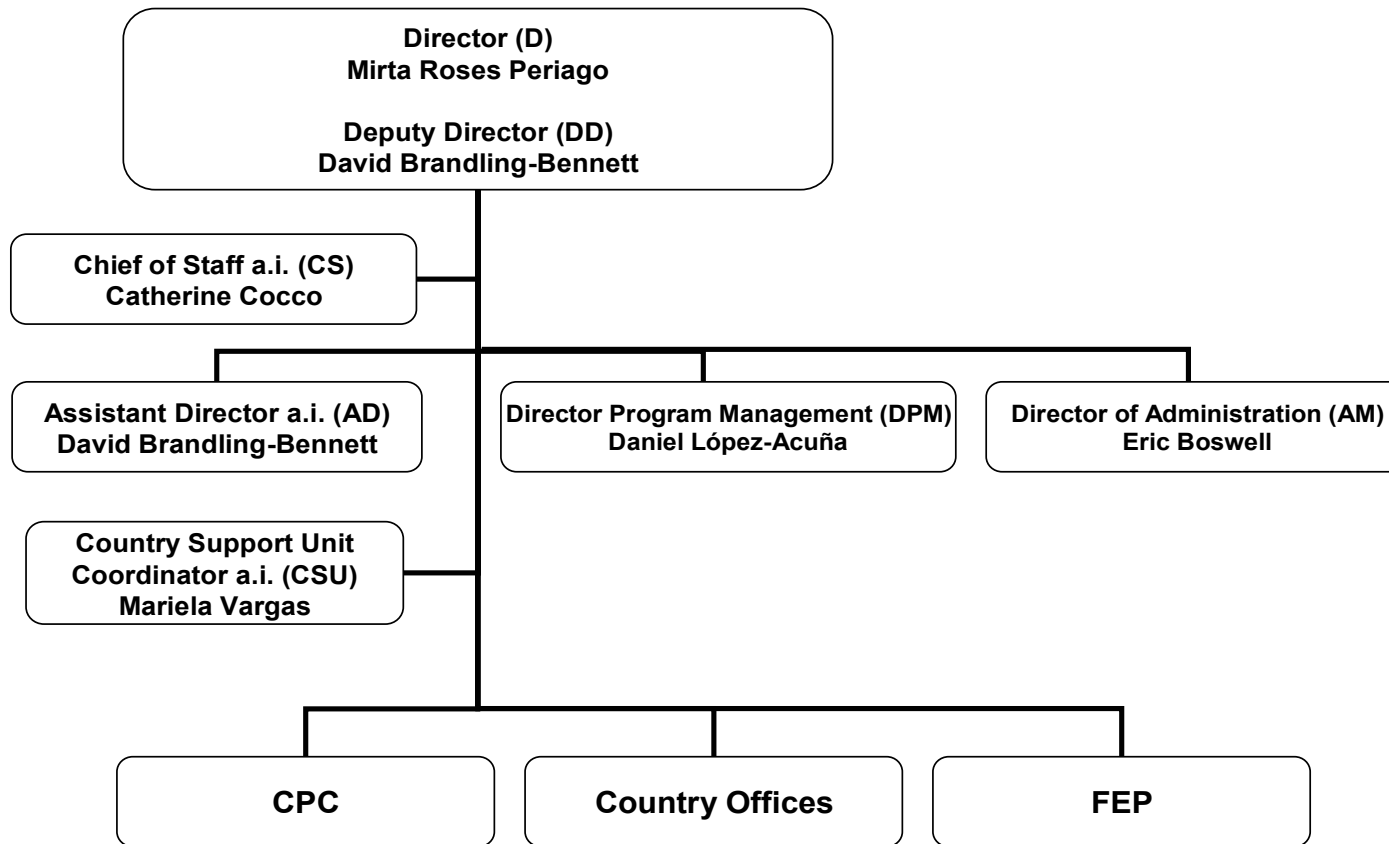 Director (D)
Mirta Roses Periago
Deputy Director (DD)
David Brandling-Bennett
Chief of Staff a.i. (CS)
Catherine Cocco
Assistant Director a.i. (AD)
David Brandling-Bennett
Director Program Management (DPM)
Daniel López-Acuña
Director of Administration (AM)
Eric Boswell
Country Support Unit
Coordinator a.i. (CSU)
Mariela Vargas
CPC
Country Offices
FEP